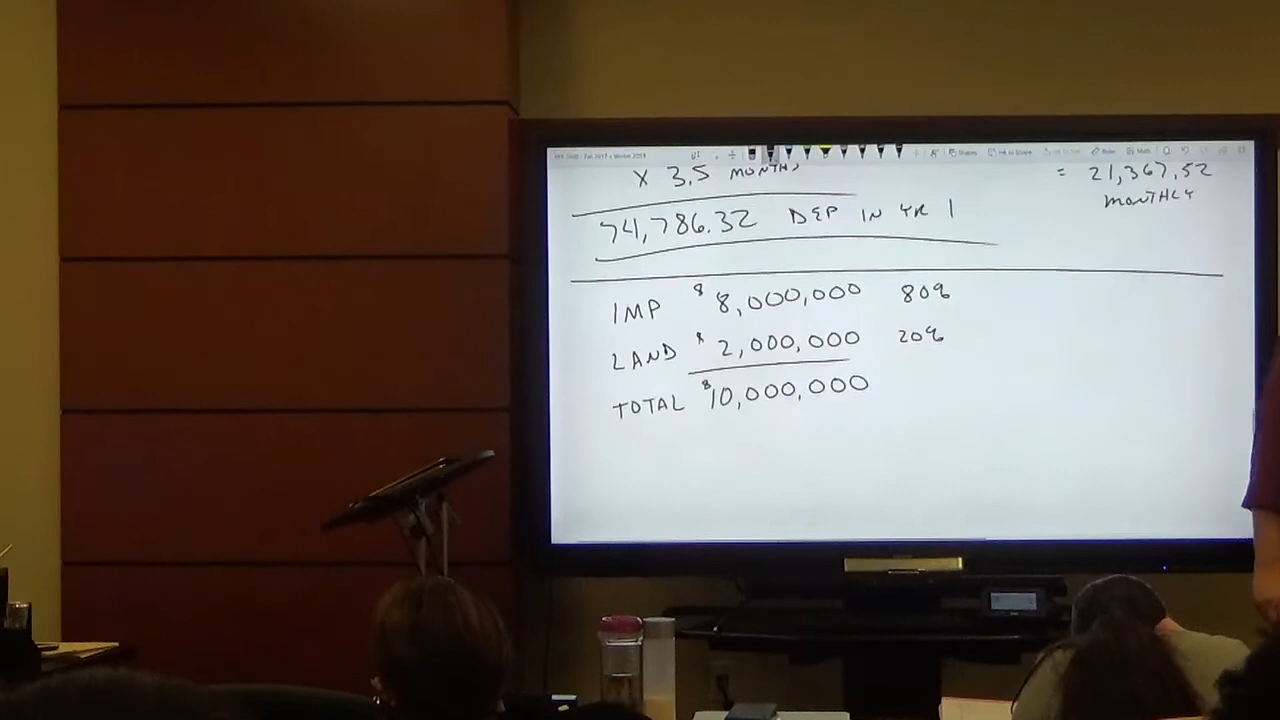 X 3.5 MONTHS
= 21,367.52
MONTHLY
74,786.32 DEP IN YR 1
IMP $ 8,000,000 80%
LAND $ 2,000,000 20%
TOTAL $10,000,000